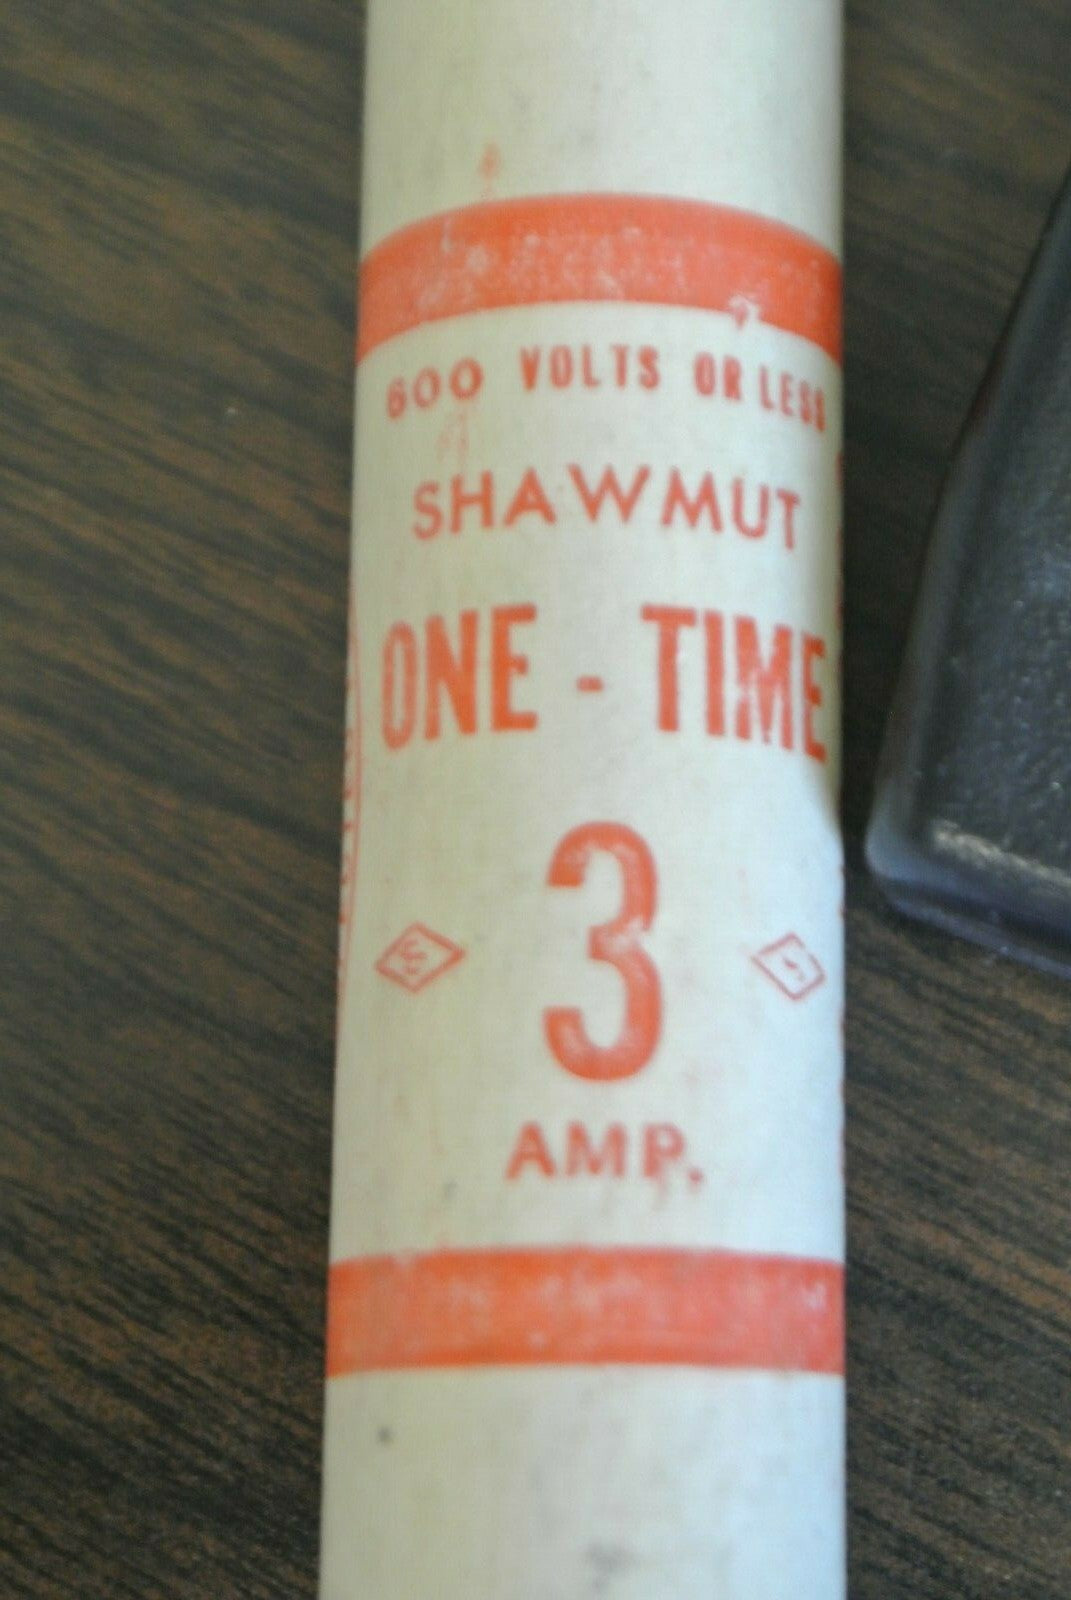 600 VOLTS OR LESS
SHAWMUT
ONE - TIME
3
AMP.